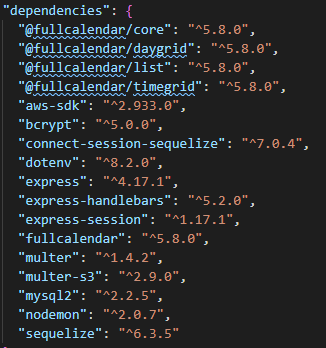 "dependencies": {
"@fullcalendar/core": "^5.8.0",
"@fullcalendar/daygrid": "^5.8.0",
"@fullcalendar/list": "^5.8.0",
"@fullcalendar/timegrid": "^5.8.0",
"aws-sdk": "^2.933.0",
"bcrypt": "^5.0.0",
"connect-session-sequelize": "^7.0.4",
"dotenv": "^8.2.0",
"express": "^4.17.1",
"express-handlebars": "^5.2.0",
"express-session": "^1.17.1",
"fullcalendar": "^5.8.0",
"multer": "^1.4.2",
"multer-s3": "^2.9.0",
"mysql2": "^2.2.5",
"nodemon": "^2.0.7",
"sequelize": "^6.3.5"